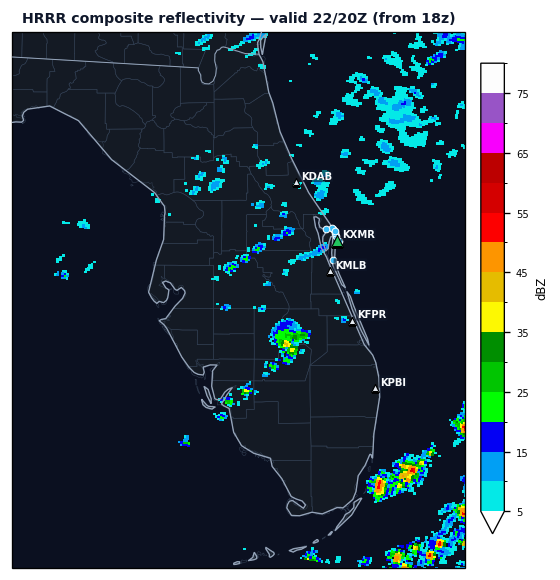 HRRR composite reflectivity — valid 22/20Z (from 18z)
KDAB
KXMR
KMLB
KFPR
KPBI
75
65
55
45
35
25
15
5
dBZ